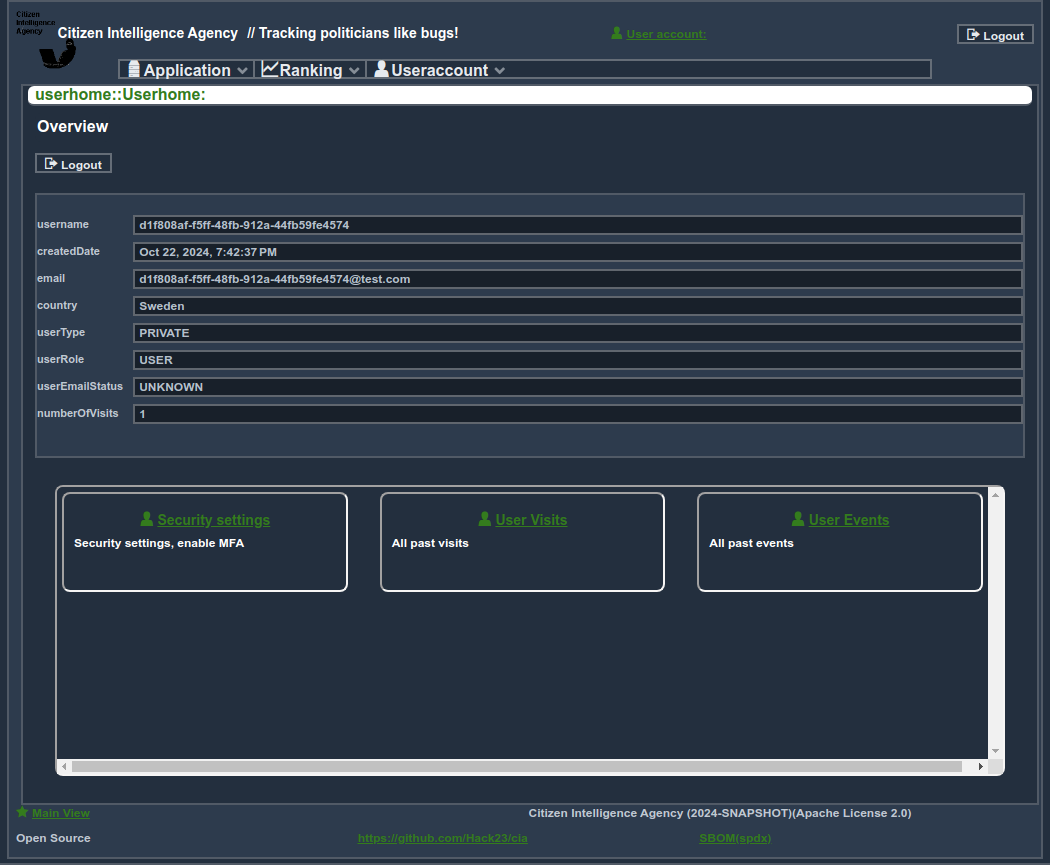 Citizen
Intelligence
Agency
Citizen Intelligence Agency // Tracking politicians like bugs!
User account:
Logout
Application Ranking Useraccount
userhome::Userhome:
Overview
Logout
username d1f808af-f5ff-48fb-912a-44fb59fe4574
createdDate Oct 22, 2024, 7:42:37 PM
email d1f808af-f5ff-48fb-912a-44fb59fe4574@test.com
country Sweden
userType PRIVATE
userRole USER
userEmailStatus UNKNOWN
numberOfVisits 1
Security settings
Security settings, enable MFA
User Visits
All past visits
User Events
All past events
Main View
Citizen Intelligence Agency (2024-SNAPSHOT)(Apache License 2.0)
Open Source
https://github.com/Hack23/cia
SBOM(spdx)